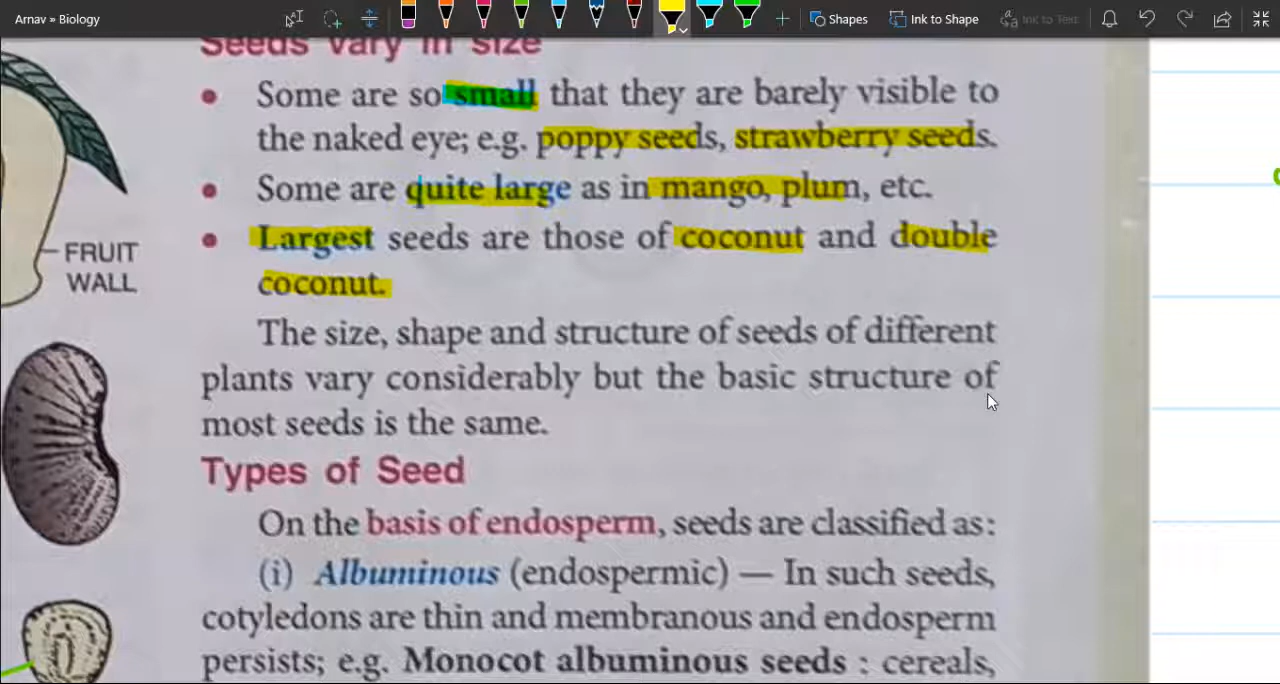 Arnav » Biology
Shapes
Ink to Shape
Ink to Text
Seeds vary in size
• Some are so small that they are barely visible to
the naked eye; e.g. poppy seeds, strawberry seeds.
• Some are quite large as in mango, plum, etc.
• Largest seeds are those of coconut and double
coconut.
FRUIT
WALL
The size, shape and structure of seeds of different
plants vary considerably but the basic structure of
most seeds is the same.
Types of Seed
On the basis of endosperm, seeds are classified as:
(i) Albuminous (endospermic) — In such seeds,
cotyledons are thin and membranous and endosperm
persists; e.g. Monocot albuminous seeds : cereals,